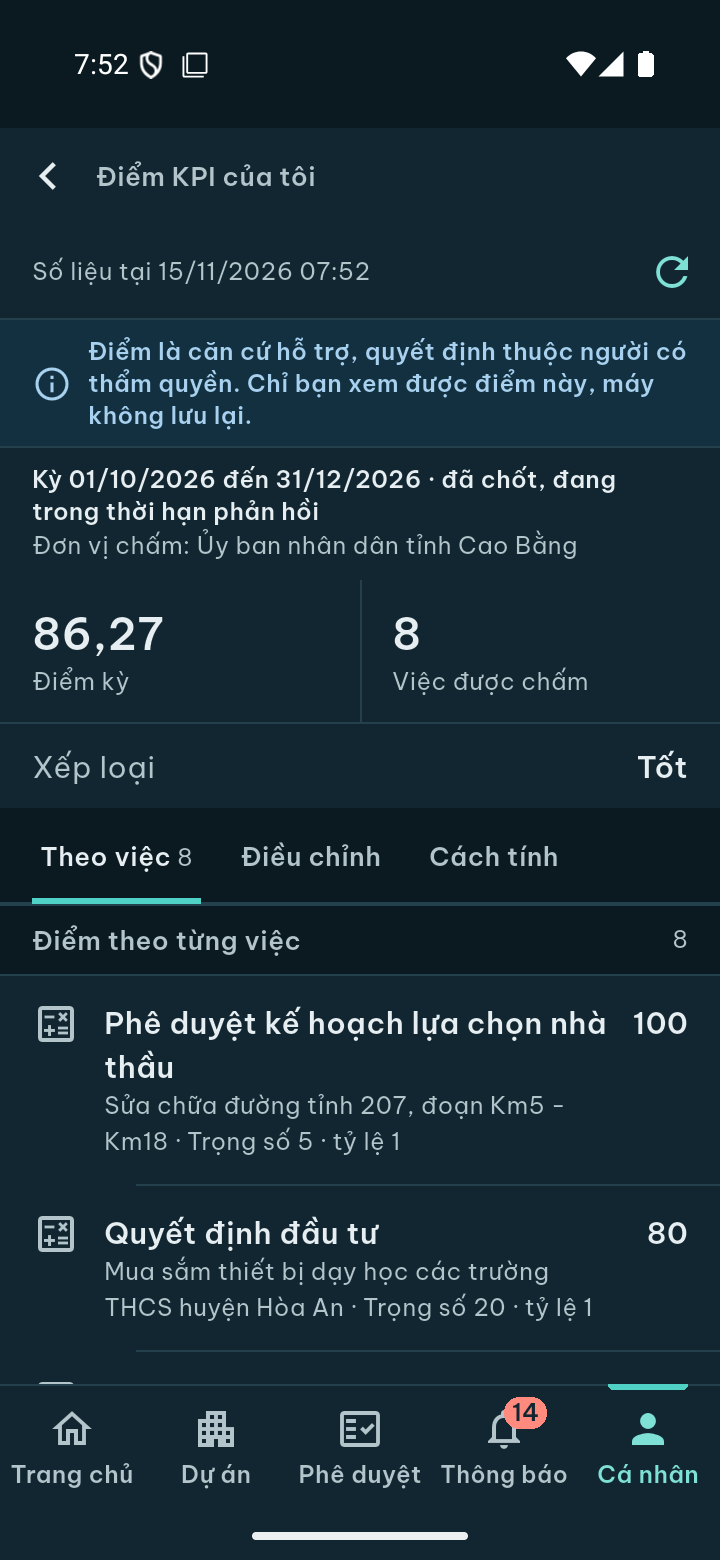 7:52
Điểm KPI của tôi
Số liệu tại 15/11/2026 07:52
Điểm là căn cứ hỗ trợ, quyết định thuộc người có
thẩm quyền. Chỉ bạn xem được điểm này, máy
không lưu lại.
Kỳ 01/10/2026 đến 31/12/2026 · đã chốt, đang
trong thời hạn phản hồi
Đơn vị chấm: Ủy ban nhân dân tỉnh Cao Bằng
86,27
Điểm kỳ
8
Việc được chấm
Xếp loại
Tốt
Theo việc 8
Điều chỉnh
Cách tính
Điểm theo từng việc
8
Phê duyệt kế hoạch lựa chọn nhà
thầu
100
Sửa chữa đường tỉnh 207, đoạn Km5 –
Km18 · Trọng số 5 · tỷ lệ 1
Quyết định đầu tư
80
Mua sắm thiết bị dạy học các trường
THCS huyện Hòa An · Trọng số 20 · tỷ lệ 1
14
Trang chủ
Dự án
Phê duyệt
Thông báo
Cá nhân